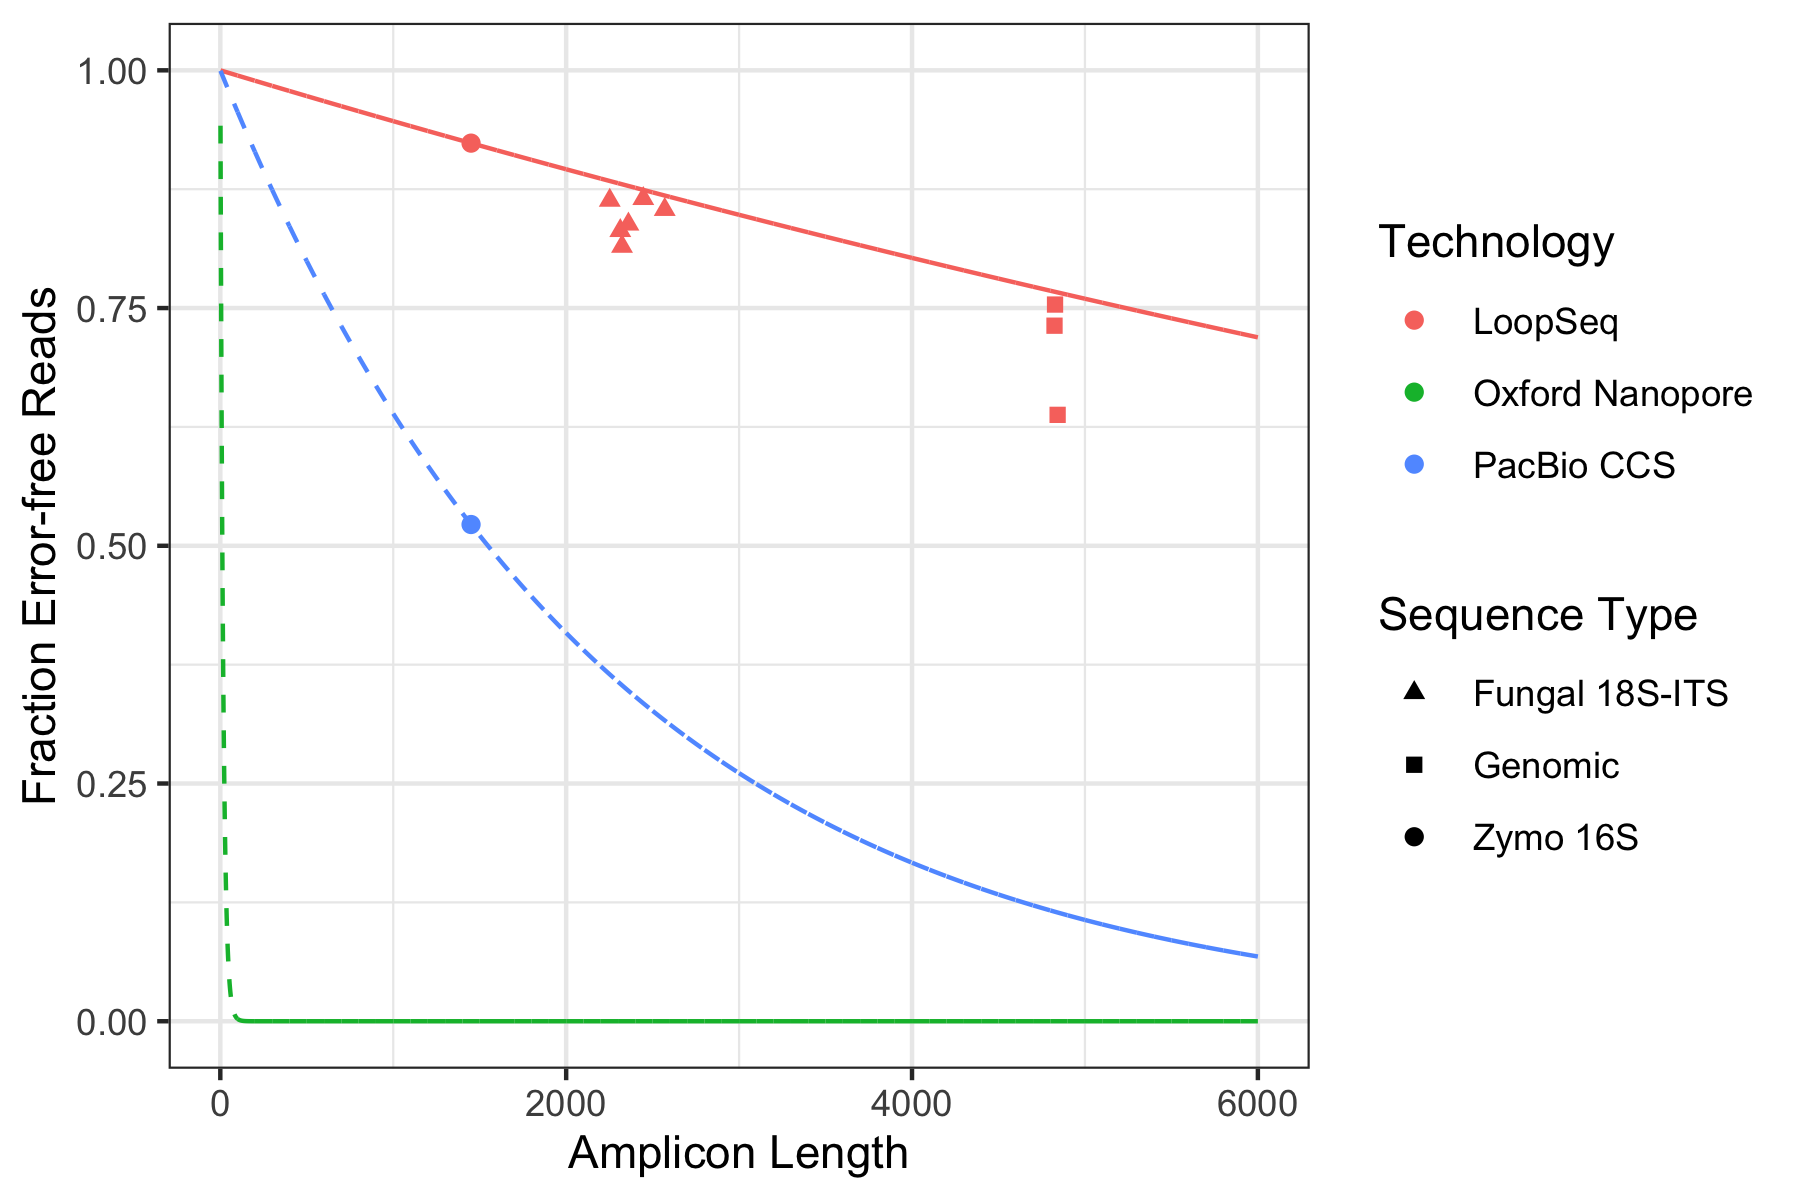 Fraction Error-free Reads
1.00
0.75
0.50
0.25
0.00
0
2000
4000
6000
Amplicon Length
Technology
LoopSeq
Oxford Nanopore
PacBio CCS
Sequence Type
Fungal 18S-ITS
Genomic
Zymo 16S